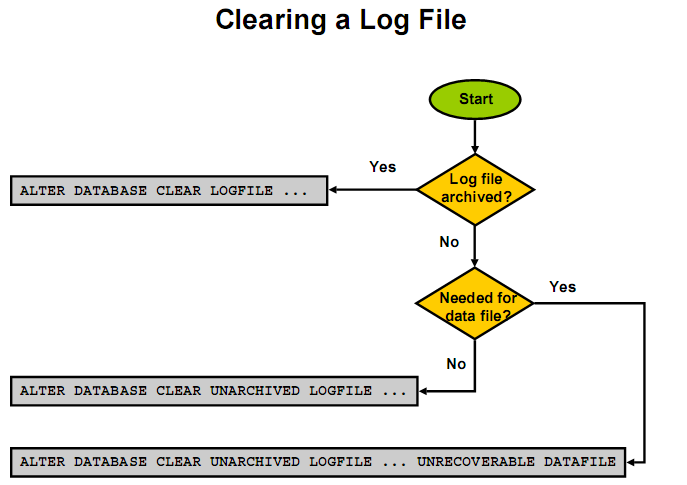 Clearing a Log File
Start
Yes
Log file
archived?
ALTER DATABASE CLEAR LOGFILE ...
No
Needed for
data file?
Yes
No
ALTER DATABASE CLEAR UNARCHIVED LOGFILE ...
ALTER DATABASE CLEAR UNARCHIVED LOGFILE ... UNRECOVERABLE DATAFILE